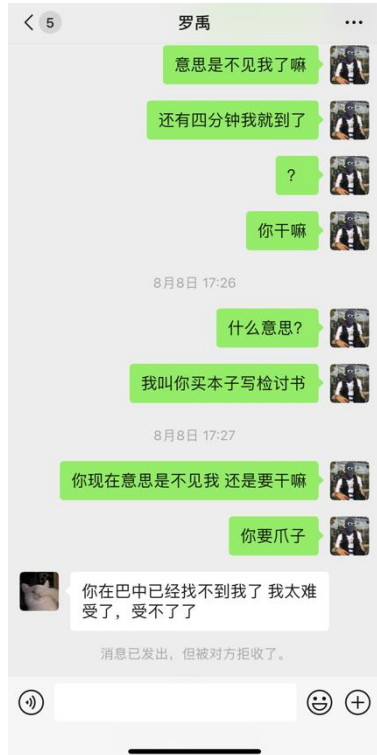 5
罗禹
意思是不见我了嘛
还有四分钟我就到了
?
你干嘛
8月8日 17:26
什么意思?
我叫你买本子写检讨书
8月8日 17:27
你现在意思是不见我 还是要干嘛
你要爪子
你在巴中已经找不到我了 我太难
受了，受不了了
消息已发出，但被对方拒收了。